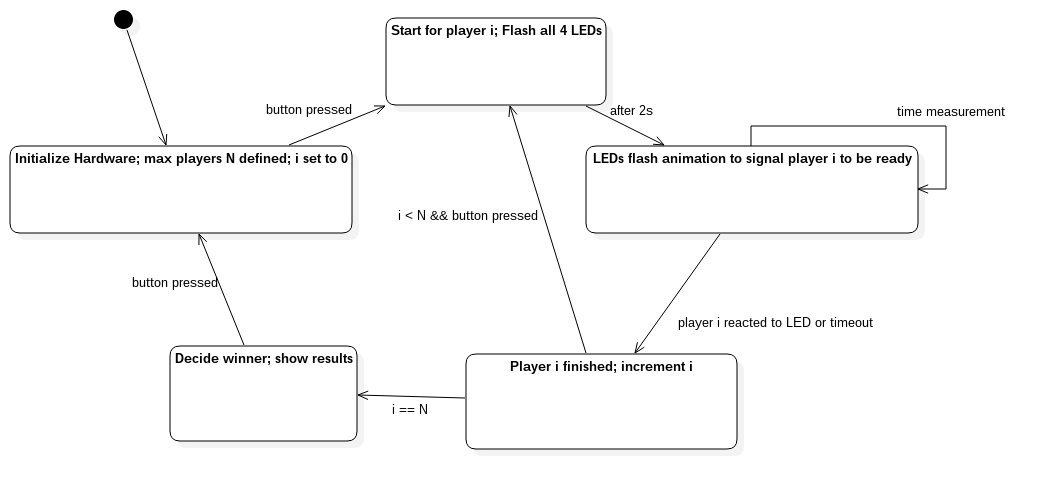 Start for player i; Flash all 4 LEDs
button pressed
after 2s
time measurement
Initialize Hardware; max players N defined; i set to 0
LEDs flash animation to signal player i to be ready
i < N && button pressed
button pressed
player i reacted to LED or timeout
Decide winner; show results
Player i finished; increment i
i == N